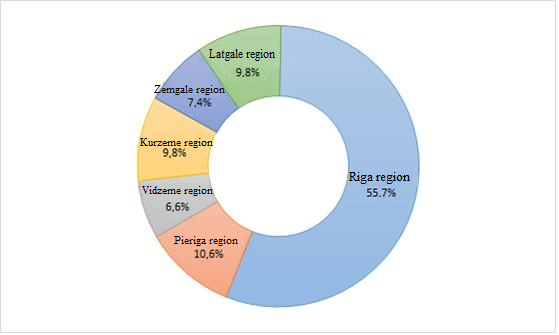 Latgale region
9,8%
Zemgale region
7,4%
Kurzeme region
9,8%
Vidzeme region
6,6%
Pieriga region
10,6%
Riga region
55.7%